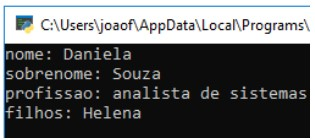 C:\Users\joaof\AppData\Local\Programs\
nome: Daniela
sobrenome: Souza
profissao: analista de sistemas
filhos: Helena